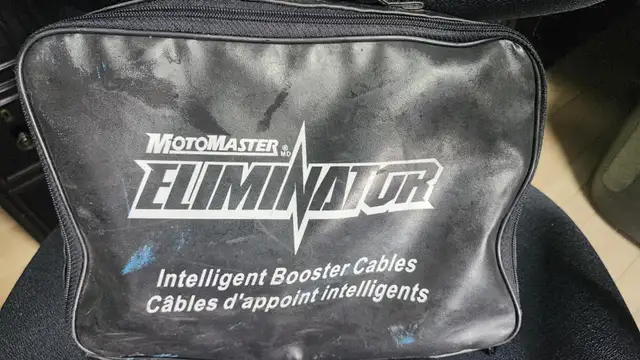 MOTOMASTER®MD
ELIMINATOR
Intelligent Booster Cables
Câbles d'appoint intelligents